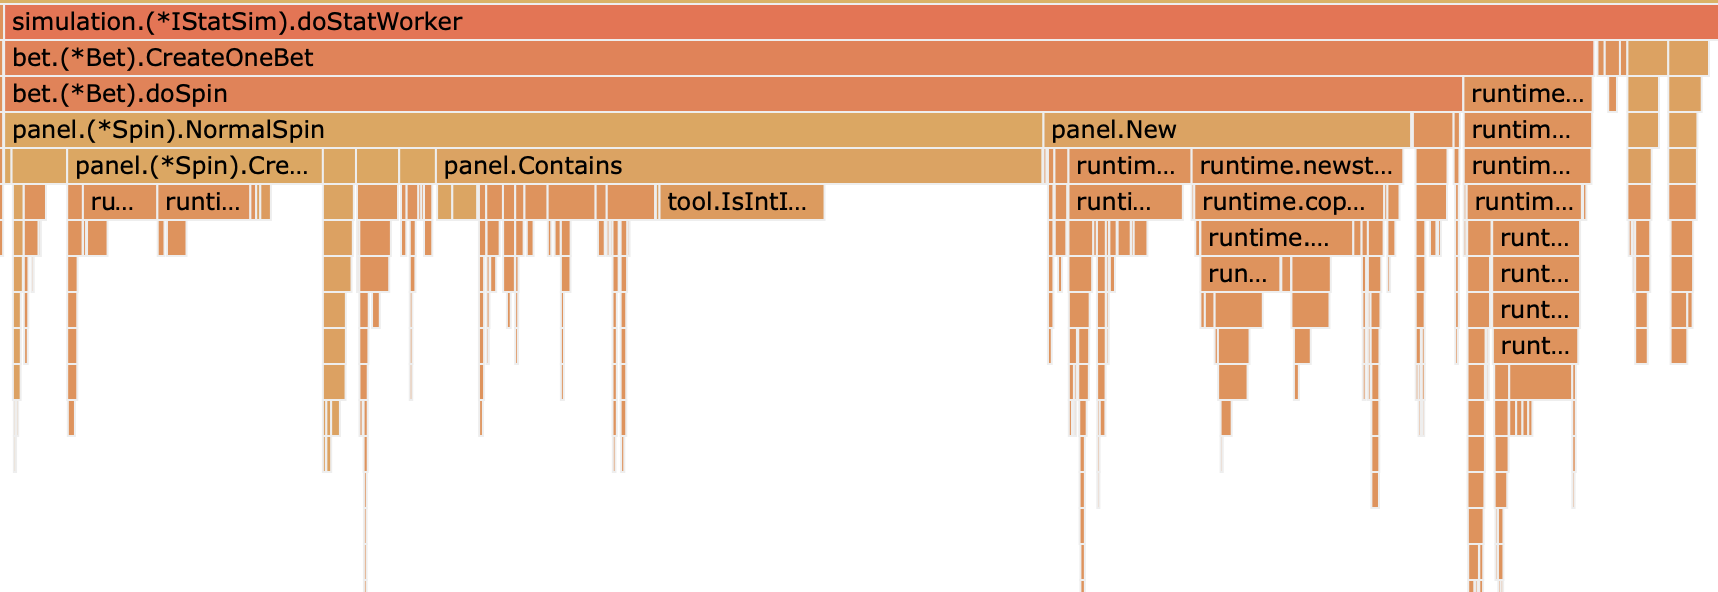 simulation.(*IStatSim).doStatWorker
bet.(*Bet).CreateOneBet
bet.(*Bet).doSpin runtime...
panel.(*Spin).NormalSpin panel.New runtim...
panel.(*Spin).Cre... panel.Contains runtim... runtime.newst... runtim...
ru... runti... tool.IsIntI... runti... runtime.cop... runtim...
runtime.... runt...
run... runt...
runt...
runt...